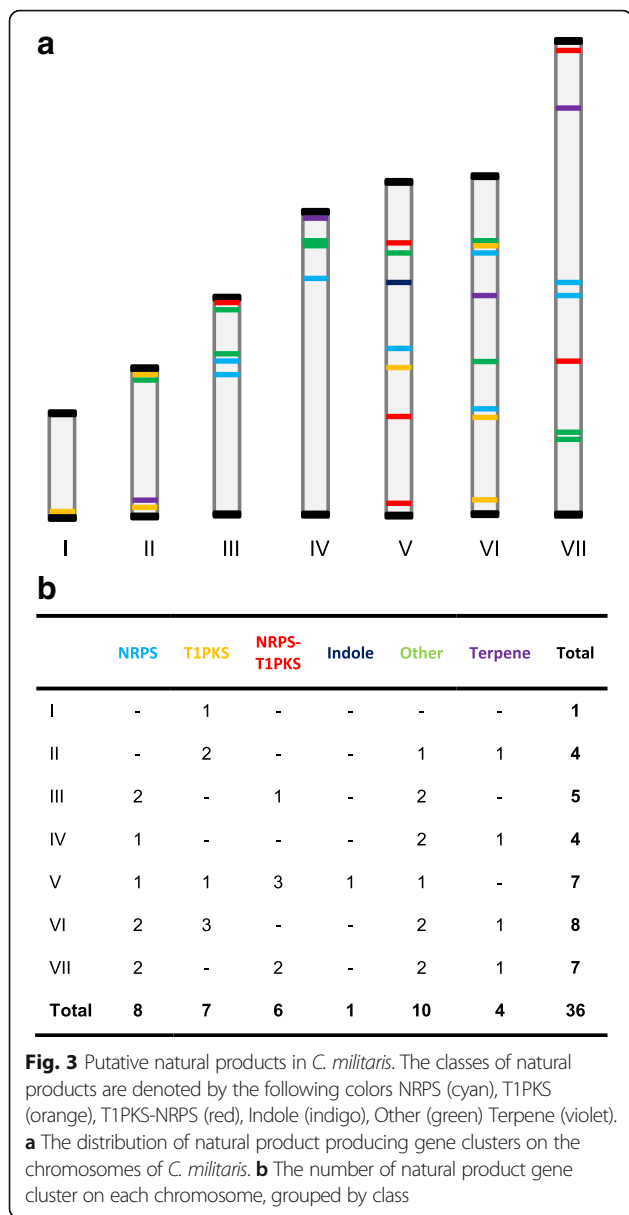 a
I II III IV V VI VII
b
NRPS T1PKS NRPS-T1PKS Indole Other Terpene Total
I - 1 - - - - 1
II - 2 - - 1 1 4
III 2 - 1 - 2 - 5
IV 1 - - - 2 1 4
V 1 1 3 1 1 - 7
VI 2 3 - - 2 1 8
VII 2 - 2 - 2 1 7
Total 8 7 6 1 10 4 36
Fig. 3 Putative natural products in C. militaris. The classes of natural
products are denoted by the following colors NRPS (cyan), T1PKS
(orange), T1PKS-NRPS (red), Indole (indigo), Other (green) Terpene (violet).
a The distribution of natural product producing gene clusters on the
chromosomes of C. militaris. b The number of natural product gene
cluster on each chromosome, grouped by class